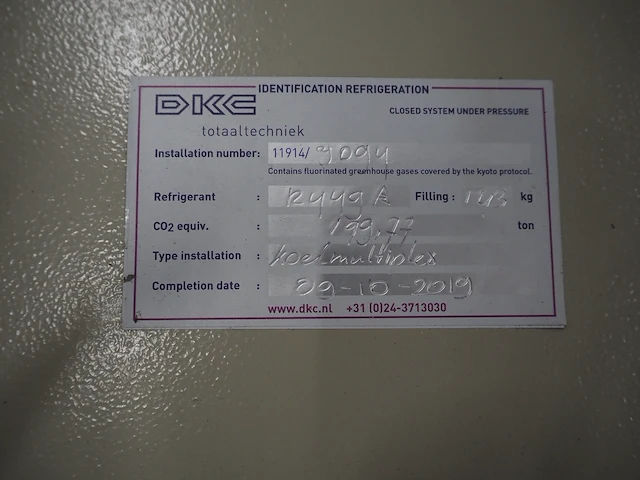 IDENTIFICATION REFRIGERATION
DKC
CLOSED SYSTEM UNDER PRESSURE
totaaltechniek
Installation number: 11914/ 9094
Contains fluorinated greenhouse gases covered by the kyoto protocol.
Refrigerant : R449A Filling : kg
CO2 equiv. : 199,77 ton
Type installation : koelmultiplex
Completion date : 09-10-2019
www.dkc.nl +31 (0)24-3713030